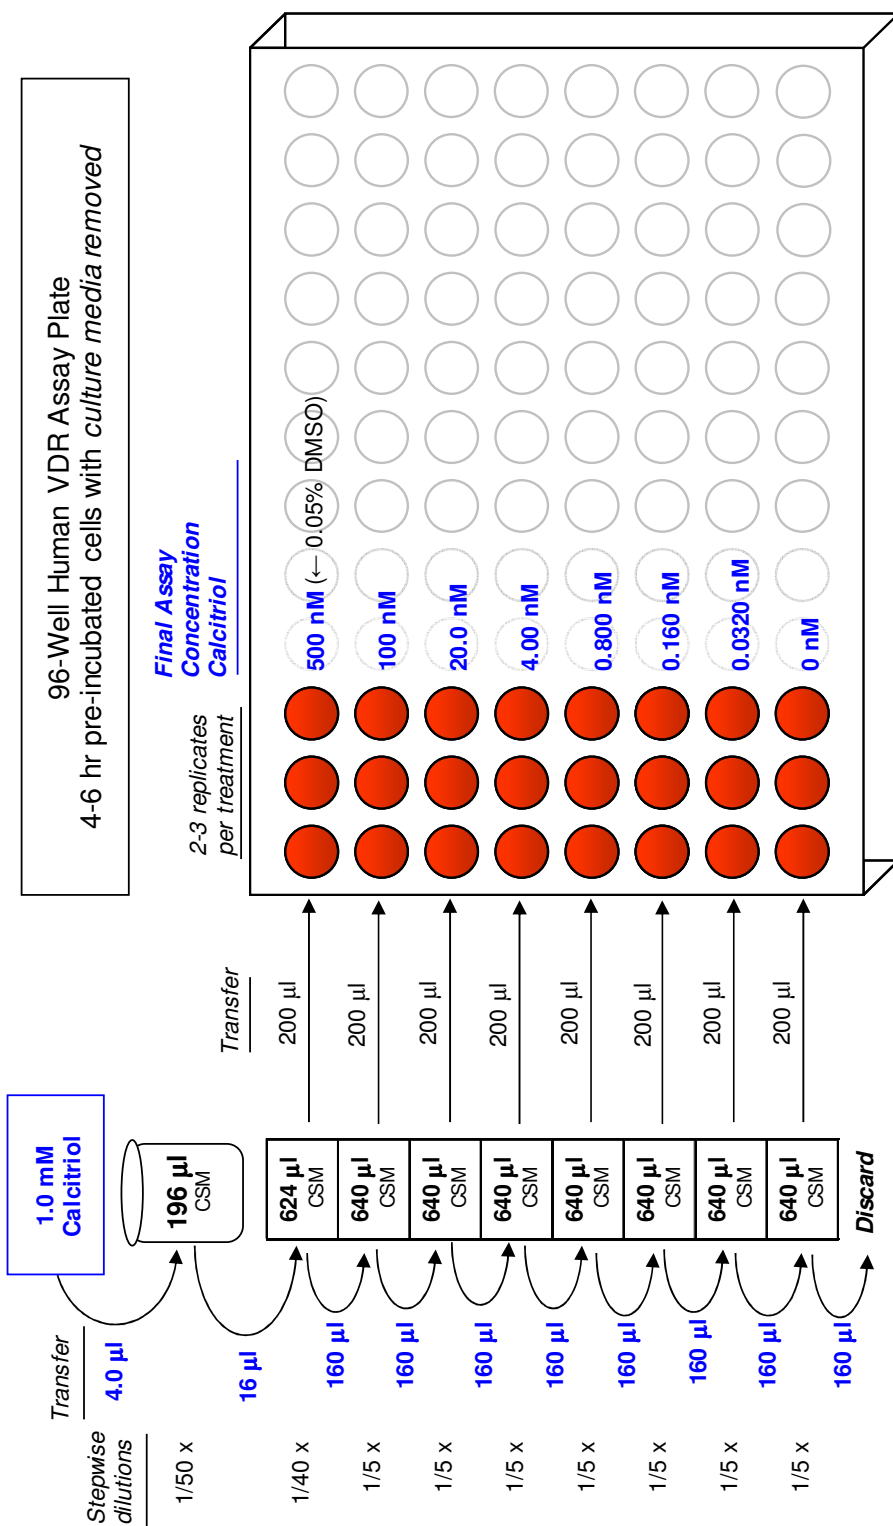 96-Well Human VDR Assay Plate
4-6 hr pre-incubated cells with culture media removed
Stepwise
dilutions
Transfer
1.0 mM
Calcitriol
Transfer
2-3 replicates
per treatment
Final Assay
Concentration
Calcitriol
1/50 x
4.0 µl
196 µl
CSM
1/40 x
16 µl
624 µl
CSM
200 µl
500 nM (← 0.05% DMSO)
1/5 x
160 µl
640 µl
CSM
200 µl
100 nM
1/5 x
160 µl
640 µl
CSM
200 µl
20.0 nM
1/5 x
160 µl
640 µl
CSM
200 µl
4.00 nM
1/5 x
160 µl
640 µl
CSM
200 µl
0.800 nM
1/5 x
160 µl
640 µl
CSM
200 µl
0.160 nM
1/5 x
160 µl
640 µl
CSM
200 µl
0.0320 nM
1/5 x
160 µl
640 µl
CSM
200 µl
0 nM
160 µl
Discard